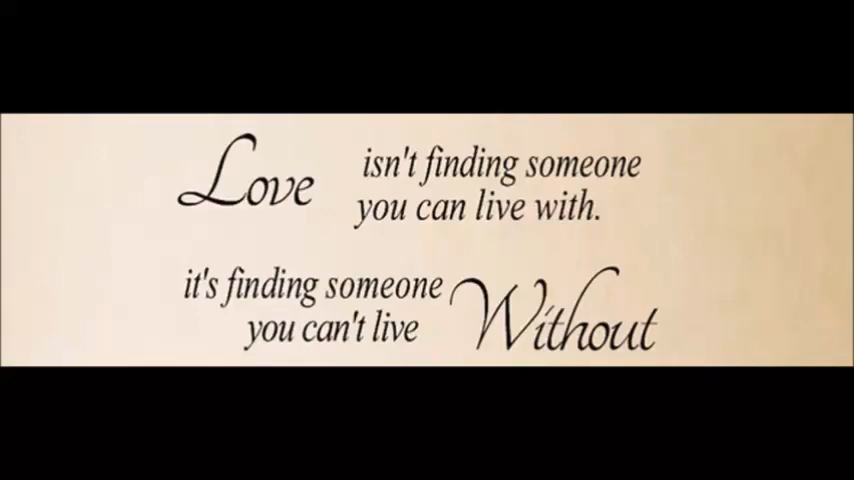 Love isn't finding someone
you can live with.
it's finding someone
you can't live Without